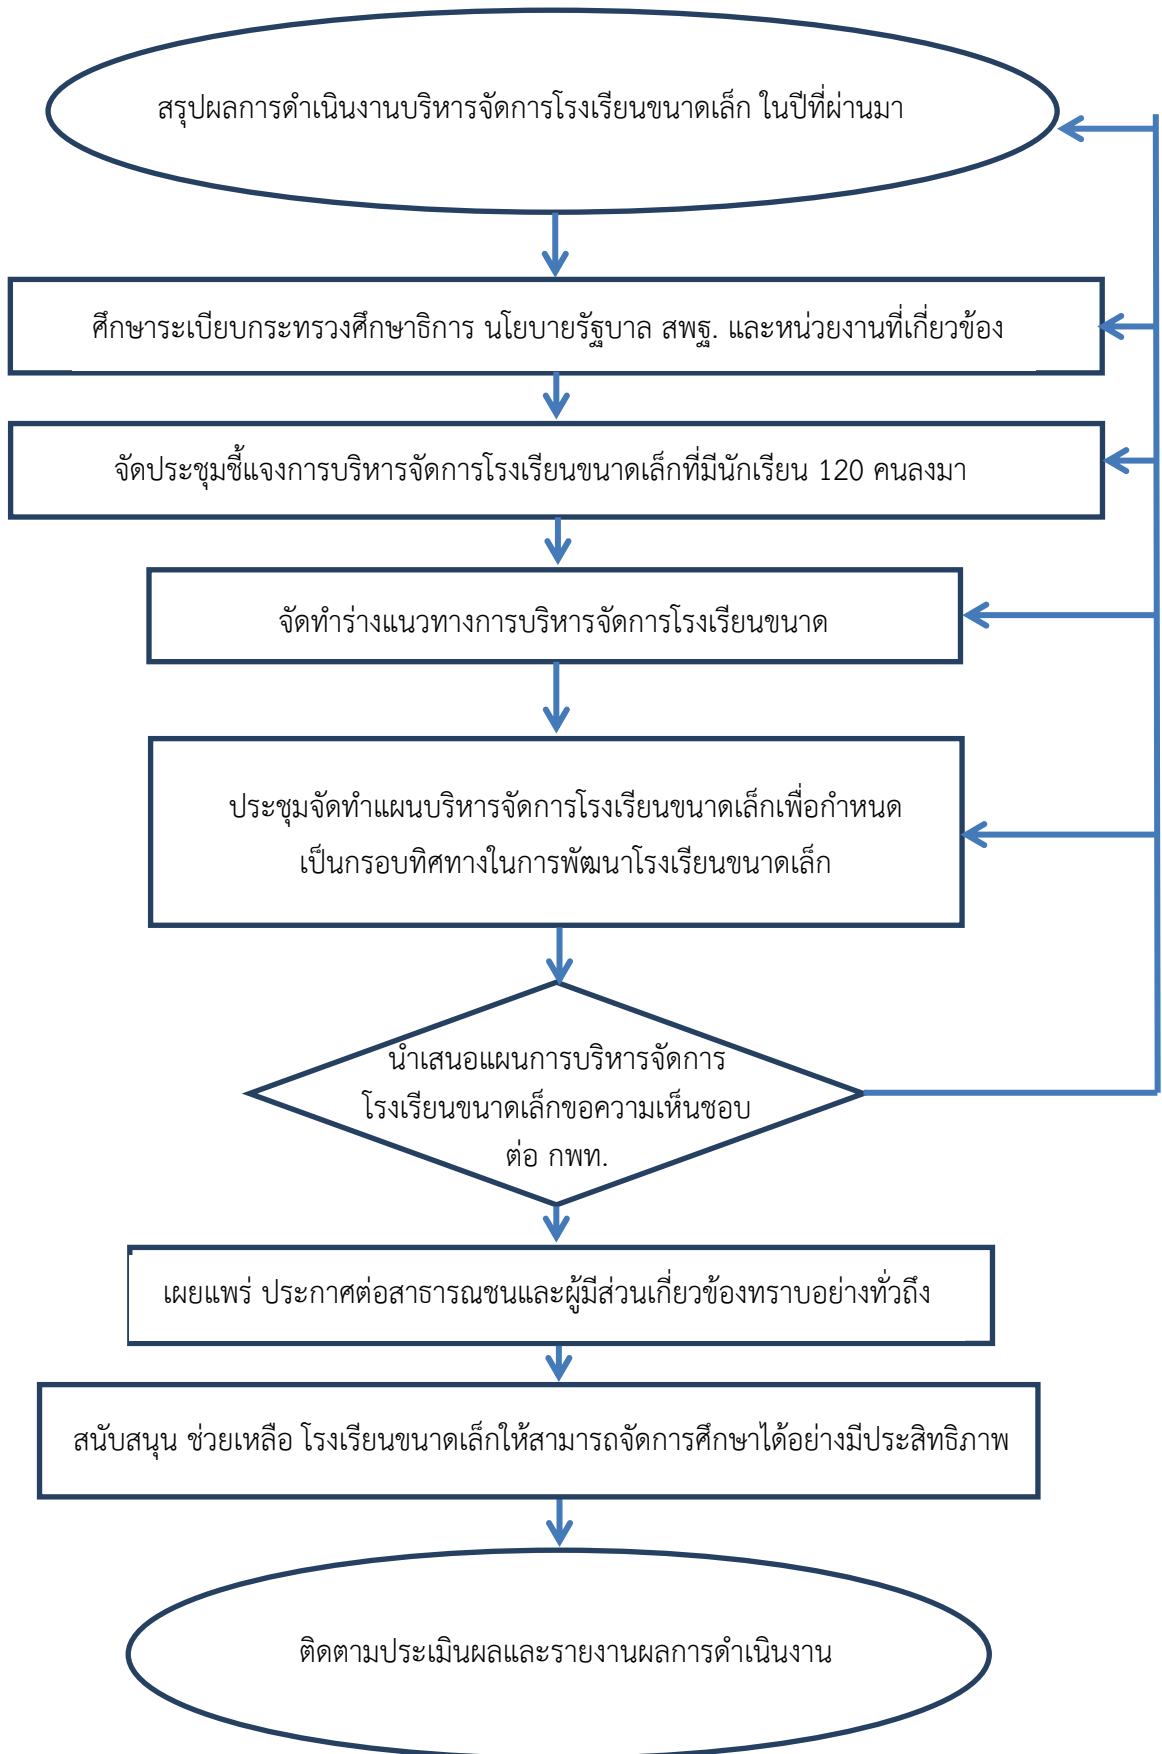 สรุปผลการดำเนินงานบริหารจัดการโรงเรียนขนาดเล็ก ในปีที่ผ่านมา
ศึกษาระเบียบกระทรวงศึกษาธิการ นโยบายรัฐบาล สพฐ. และหน่วยงานที่เกี่ยวข้อง
จัดประชุมชี้แจงการบริหารจัดการโรงเรียนขนาดเล็กที่มีนักเรียน 120 คนลงมา
จัดทำร่างแนวทางการบริหารจัดการโรงเรียนขนาด
ประชุมจัดทำแผนบริหารจัดการโรงเรียนขนาดเล็กเพื่อกำหนด
เป็นกรอบทิศทางในการพัฒนาโรงเรียนขนาดเล็ก
นำเสนอแผนการบริหารจัดการ
โรงเรียนขนาดเล็กขอความเห็นชอบ
ต่อ กพท.
เผยแพร่ ประกาศต่อสาธารณชนและผู้มีส่วนเกี่ยวข้องทราบอย่างทั่วถึง
สนับสนุน ช่วยเหลือ โรงเรียนขนาดเล็กให้สามารถจัดการศึกษาได้อย่างมีประสิทธิภาพ
ติดตามประเมินผลและรายงานผลการดำเนินงาน